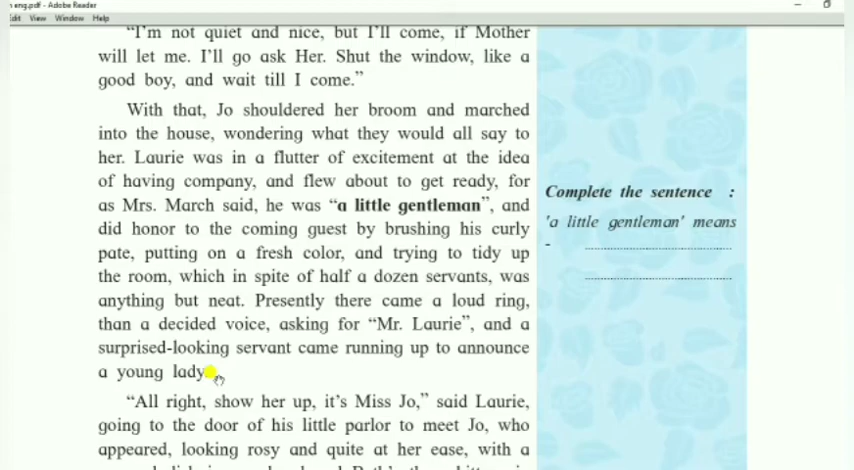 eng.pdf - Adobe Reader
Edit View Window Help
"I'm not quiet and nice, but I'll come, if Mother
will let me. I'll go ask Her. Shut the window, like a
good boy, and wait till I come."
With that, Jo shouldered her broom and marched
into the house, wondering what they would all say to
her. Laurie was in a flutter of excitement at the idea
of having company, and flew about to get ready, for
as Mrs. March said, he was "a little gentleman", and
did honor to the coming guest by brushing his curly
pate, putting on a fresh color, and trying to tidy up
the room, which in spite of half a dozen servants, was
anything but neat. Presently there came a loud ring,
than a decided voice, asking for "Mr. Laurie", and a
surprised-looking servant came running up to announce
a young lady
"All right, show her up, it's Miss Jo," said Laurie,
going to the door of his little parlor to meet Jo, who
appeared, looking rosy and quite at her ease, with a
Complete the sentence :
'a little gentleman' means
-